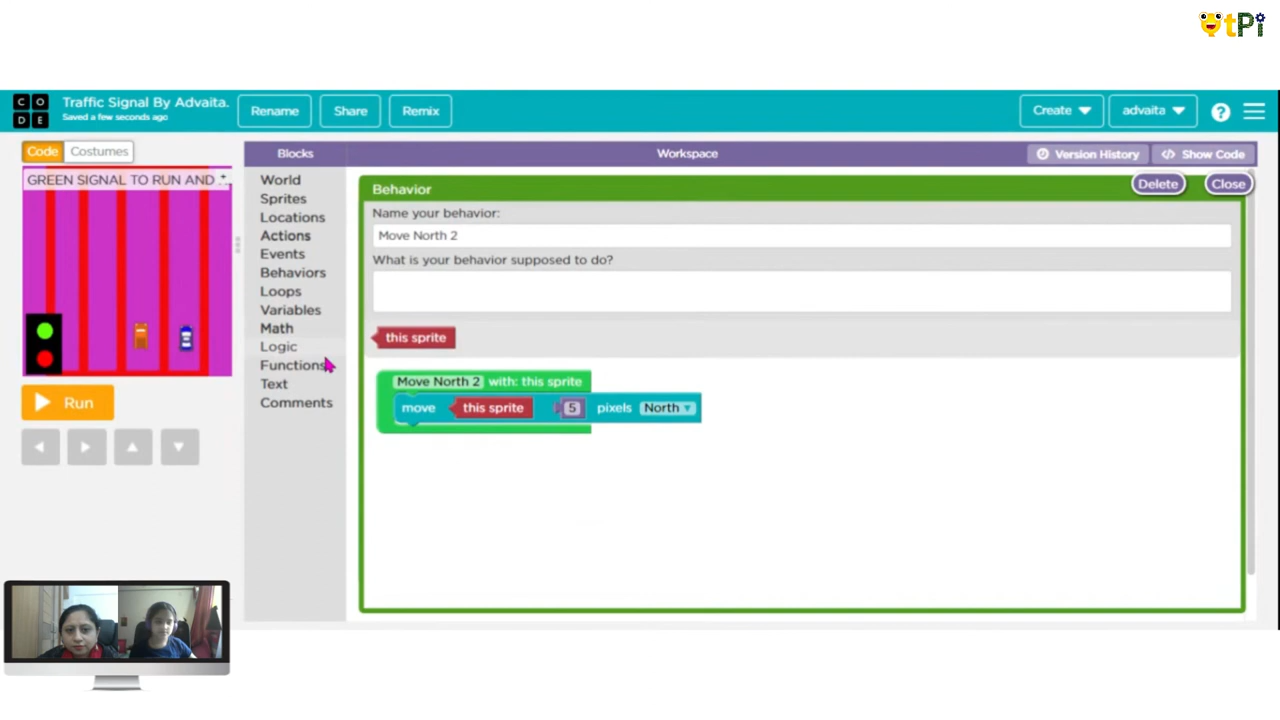 UtPi
C O
D E
Traffic Signal By Advaita.
Saved a few seconds ago
Rename
Share
Remix
Create
advaita
?
Code
Costumes
Blocks
Workspace
Version History
</> Show Code
GREEN SIGNAL TO RUN AND ...
World
Sprites
Locations
Actions
Events
Behaviors
Loops
Variables
Math
Logic
Functions
Text
Comments
Behavior
Delete
Close
Name your behavior:
Move North 2
What is your behavior supposed to do?
this sprite
Move North 2 with: this sprite
move this sprite 5 pixels North
Run